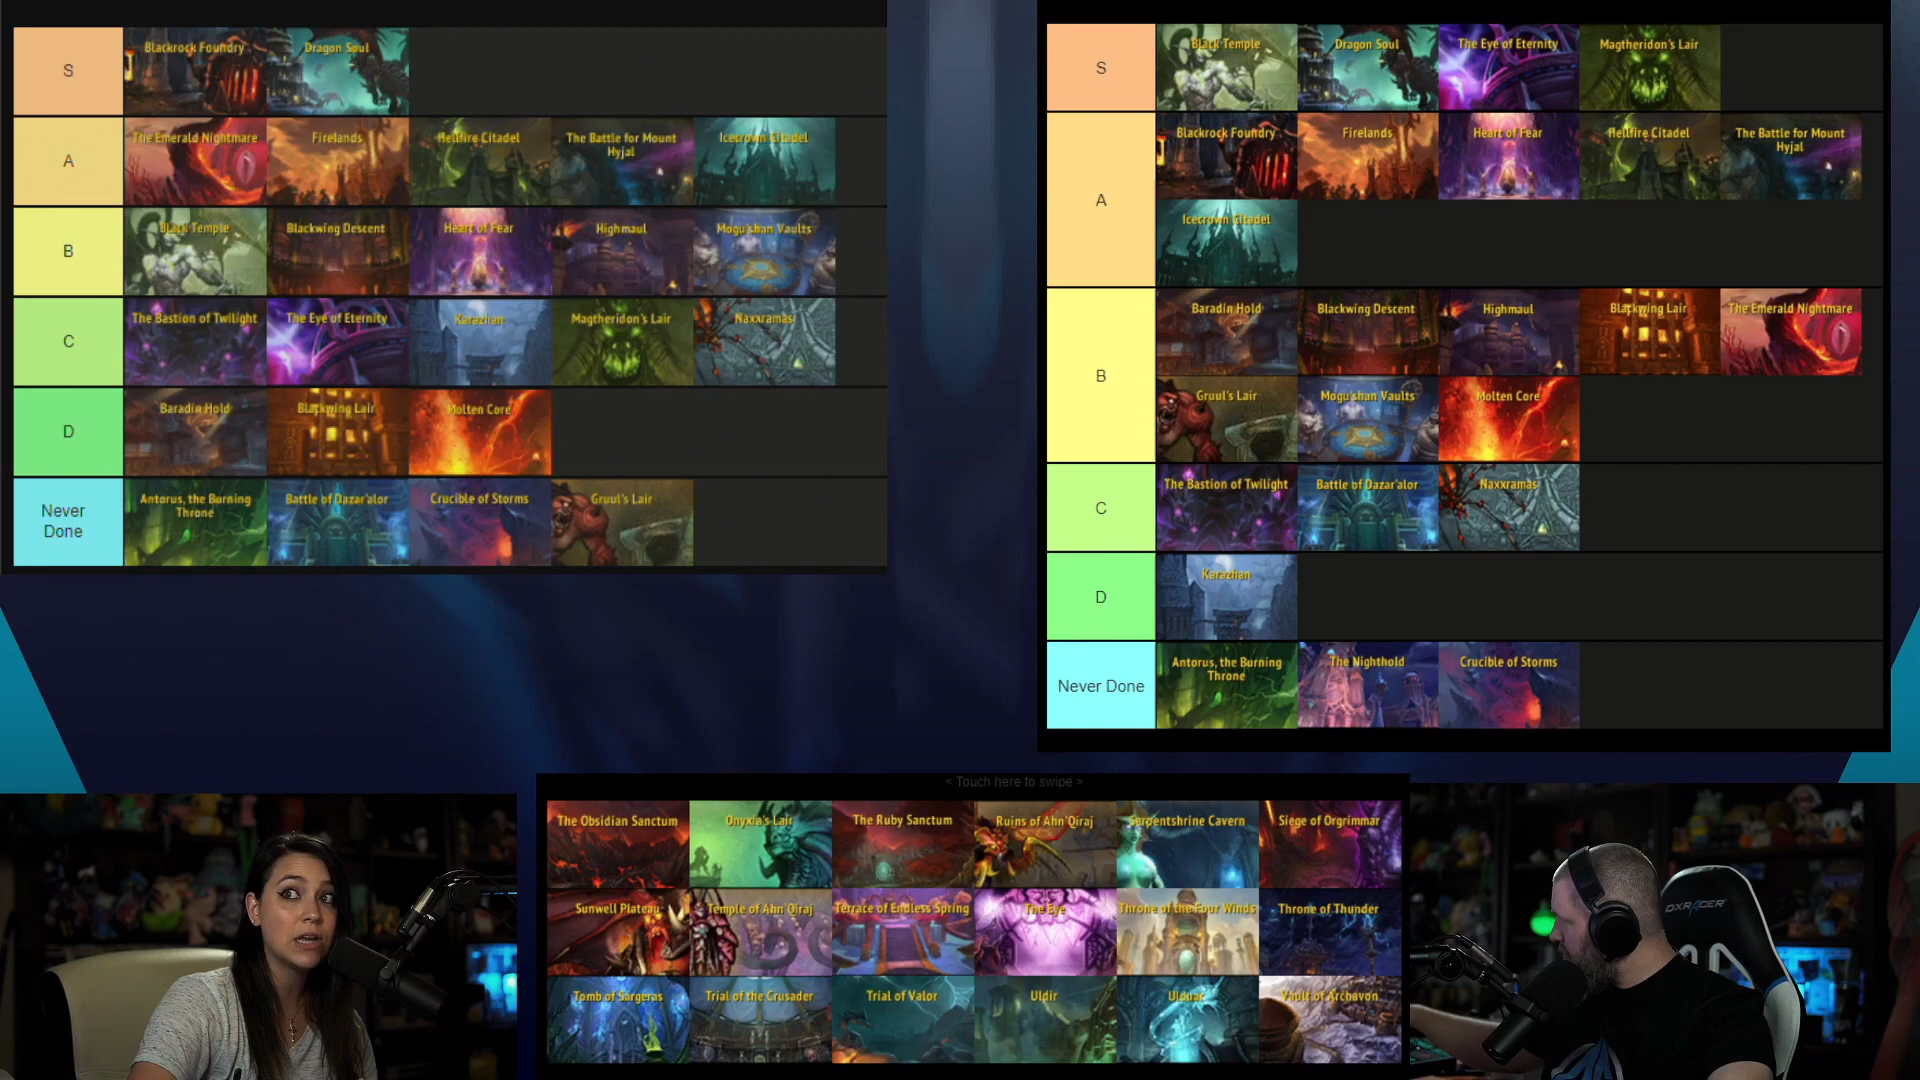 S
Blackrock Foundry
Dragon Soul
A
The Emerald Nightmare
Firelands
Hellfire Citadel
The Battle for Mount
Hyjal
Icecrown Citadel
B
Black Temple
Blackwing Descent
Heart of Fear
Highmaul
Mogu'shan Vaults
C
The Bastion of Twilight
The Eye of Eternity
Karazhan
Magtheridon's Lair
Naxxramas
D
Baradin Hold
Blackwing Lair
Molten Core
Never
Done
Antorus, the Burning
Throne
Battle of Dazar'alor
Crucible of Storms
Gruul's Lair
S
Black Temple
Dragon Soul
The Eye of Eternity
Magtheridon's Lair
A
Blackrock Foundry
Firelands
Heart of Fear
Hellfire Citadel
The Battle for Mount
Hyjal
Icecrown Citadel
B
Baradin Hold
Blackwing Descent
Highmaul
Blackwing Lair
The Emerald Nightmare
Gruul's Lair
Mogu'shan Vaults
Molten Core
C
The Bastion of Twilight
Battle of Dazar'alor
Naxxramas
D
Karazhan
Never Done
Antorus, the Burning
Throne
The Nighthold
Crucible of Storms
< Touch here to swipe >
The Obsidian Sanctum
Onyxia's Lair
The Ruby Sanctum
Ruins of Ahn'Qiraj
Serpentshrine Cavern
Siege of Orgrimmar
Sunwell Plateau
Temple of Ahn'Qiraj
Terrace of Endless Spring
The Eye
Throne of the Four Winds
Throne of Thunder
Tomb of Sargeras
Trial of the Crusader
Trial of Valor
Uldir
Ulduar
Vault of Archavon
DXRACER